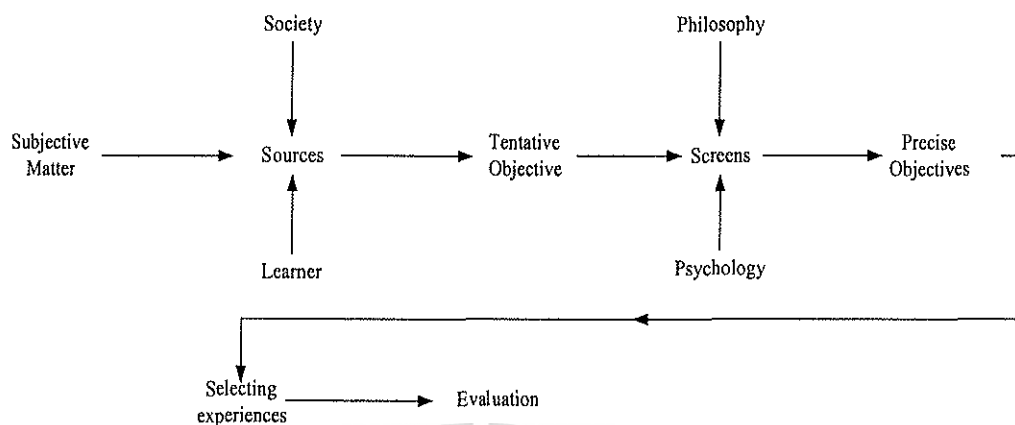 Society
Philosophy
Subjective
Matter
Sources
Tentative
Objective
Screens
Precise
Objectives
Learner
Psychology
Selecting
experiences
Evaluation